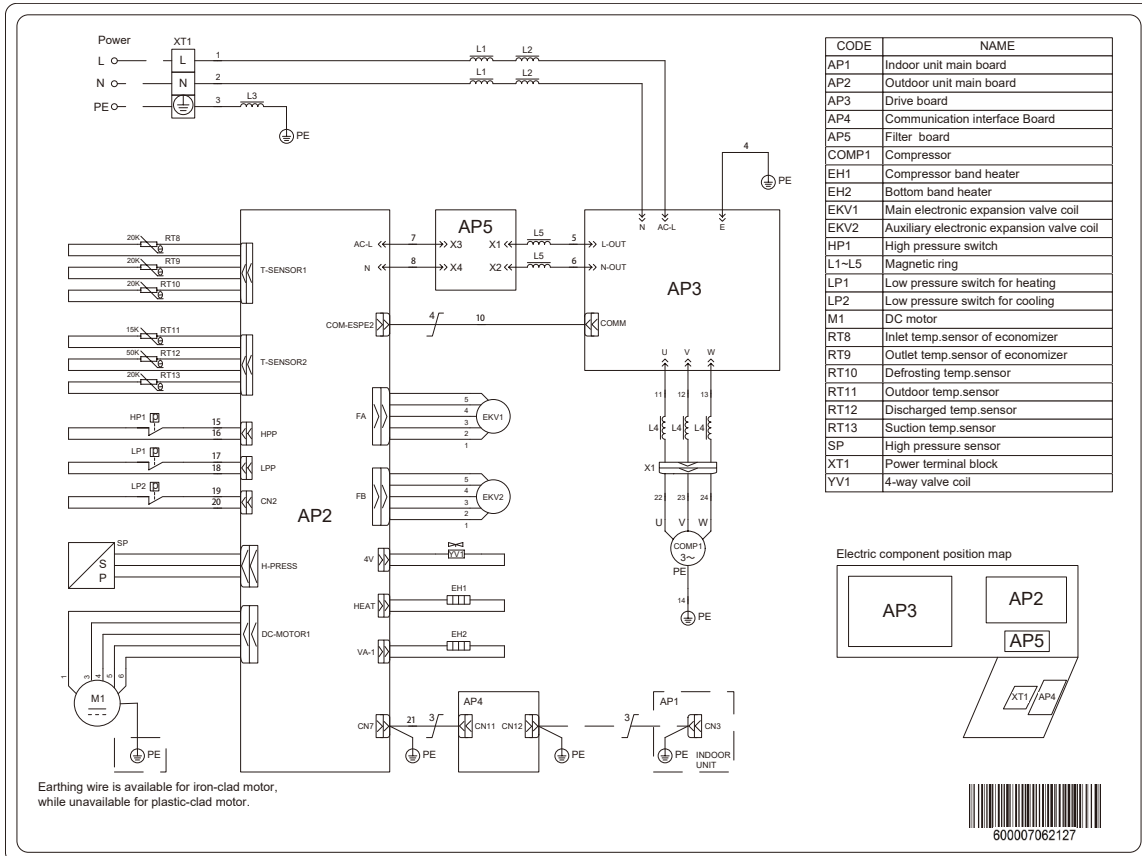 Power
XT1
L
L
1
L1
L2
N
N
2
L1
L2
PE
3
L3
PE
4
PE
CODE NAME
AP1 Indoor unit main board
AP2 Outdoor unit main board
AP3 Drive board
AP4 Communication interface Board
AP5 Filter board
COMP1 Compressor
EH1 Compressor band heater
EH2 Bottom band heater
EKV1 Main electronic expansion valve coil
EKV2 Auxiliary electronic expansion valve coil
HP1 High pressure switch
L1~L5 Magnetic ring
LP1 Low pressure switch for heating
LP2 Low pressure switch for cooling
M1 DC motor
RT8 Inlet temp.sensor of economizer
RT9 Outlet temp.sensor of economizer
RT10 Defrosting temp.sensor
RT11 Outdoor temp.sensor
RT12 Discharged temp.sensor
RT13 Suction temp.sensor
SP High pressure sensor
XT1 Power terminal block
YV1 4-way valve coil
20K RT8
20K RT9
20K RT10
T-SENSOR1
15K RT11
50K RT12
20K RT13
T-SENSOR2
HP1 P
15
16
HPP
LP1 P
17
18
LPP
LP2 P
19
20
CN2
SP
S
P
H-PRESS
DC-MOTOR1
1
3
4
5
6
M1
PE
AP2
AC-L
7
X3
N
8
X4
AP5
X1
L5
5
L-OUT
X2
L5
6
N-OUT
N
AC-L
E
AP3
COM-ESPE2
4
10
COMM
FA
5
4
3
2
1
EKV1
FB
5
4
3
2
1
EKV2
4V
YV1
HEAT
EH1
VA-1
EH2
U
V
W
11
12
13
L4
L4
L4
X1
22
23
24
U
V
W
COMP1
3~
PE
14
PE
CN7
21
3
PE
AP4
CN11
CN12
PE
3
AP1
CN3
PE
INDOOR
UNIT
Electric component position map
AP3
AP2
AP5
XT1
AP4
Earthing wire is available for iron-clad motor,
while unavailable for plastic-clad motor.
600007062127